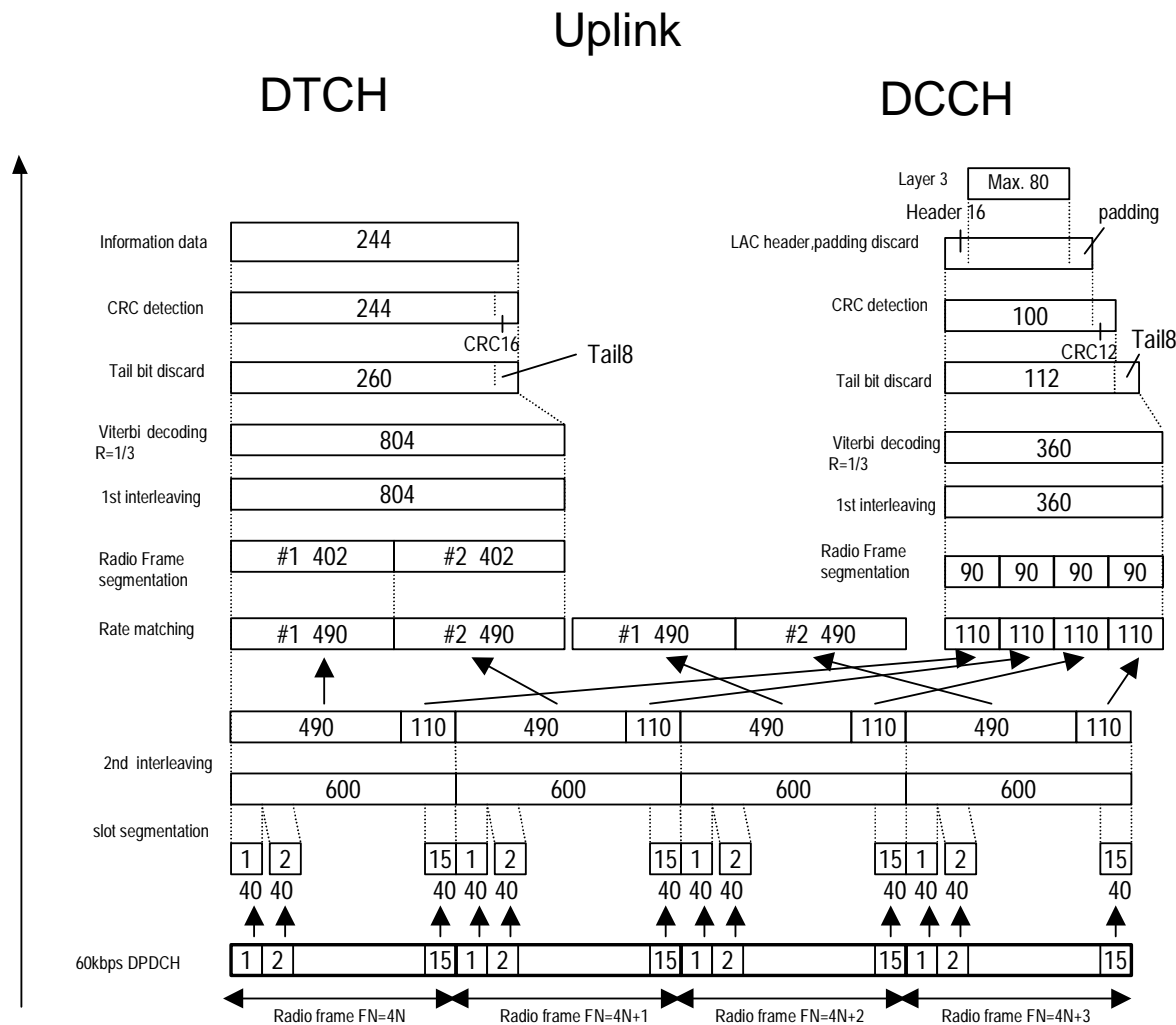 Uplink
DTCH
DCCH
Layer 3
Max. 80
Header 16
padding
Information data
244
LAC header,padding discard
CRC detection
244
CRC16
CRC detection
100
CRC12
Tail bit discard
260
Tail8
Tail bit discard
112
Tail8
Viterbi decoding
R=1/3
804
Viterbi decoding
R=1/3
360
1st interleaving
804
1st interleaving
360
Radio Frame
segmentation
#1 402
#2 402
Radio Frame
segmentation
90 90 90 90
Rate matching
#1 490
#2 490
#1 490
#2 490
110 110 110 110
490 110 490 110 490 110 490 110
2nd interleaving
600 600 600 600
slot segmentation
1 2 15 1 2 15 1 2 15 1 2 15
40 40 40 40 40 40 40 40 40 40 40 40
60kbps DPDCH
1 2 15 1 2 15 1 2 15 1 2 15
Radio frame FN=4N
Radio frame FN=4N+1
Radio frame FN=4N+2
Radio frame FN=4N+3